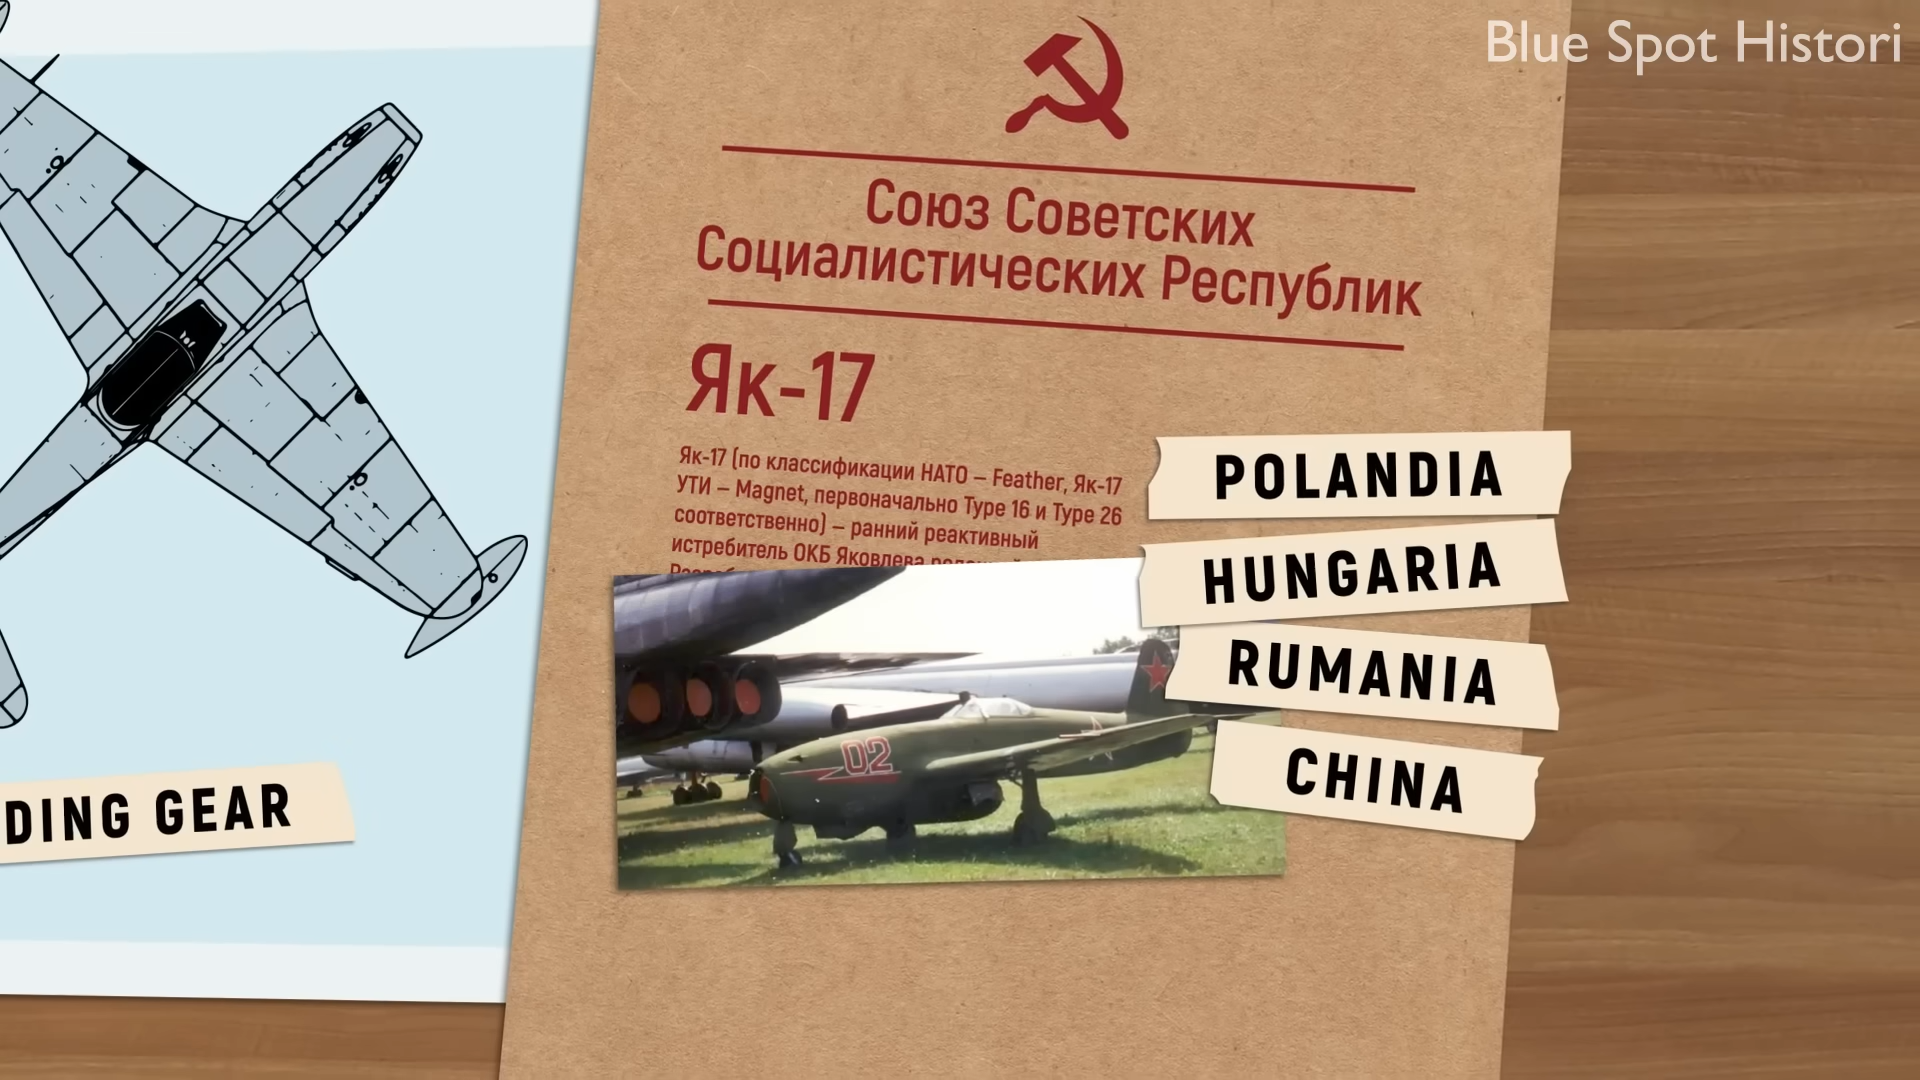 Blue Spot Histori
Союз Советских
Социалистических Республик
Як-17
Як-17 (по классификации НАТО – Feather, Як-17
УТИ – Magnet, первоначально Type 16 и Type 26
соответственно) – ранний реактивный
истребитель ОКБ Яковлева
POLANDIA
HUNGARIA
RUMANIA
CHINA
02
DING GEAR